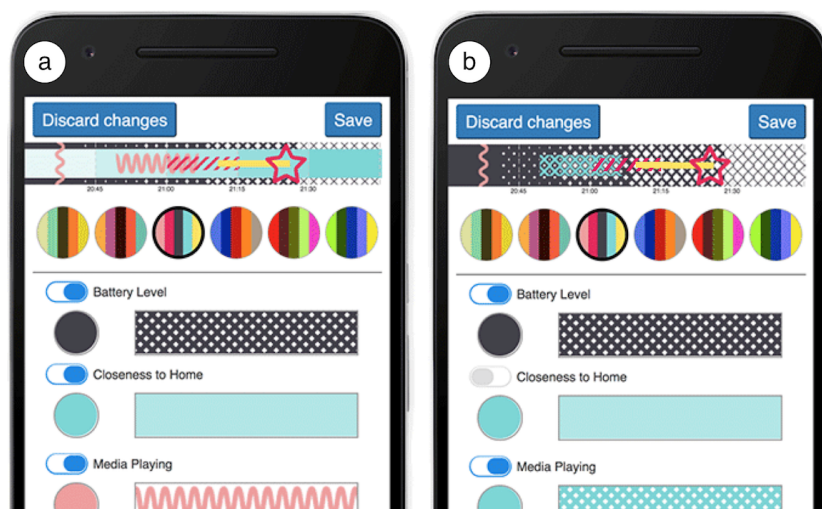 a
Discard changes
Save
20:45
21:00
21:15
21:30
Battery Level
Closeness to Home
Media Playing
b
Discard changes
Save
20:45
21:00
21:15
21:30
Battery Level
Closeness to Home
Media Playing